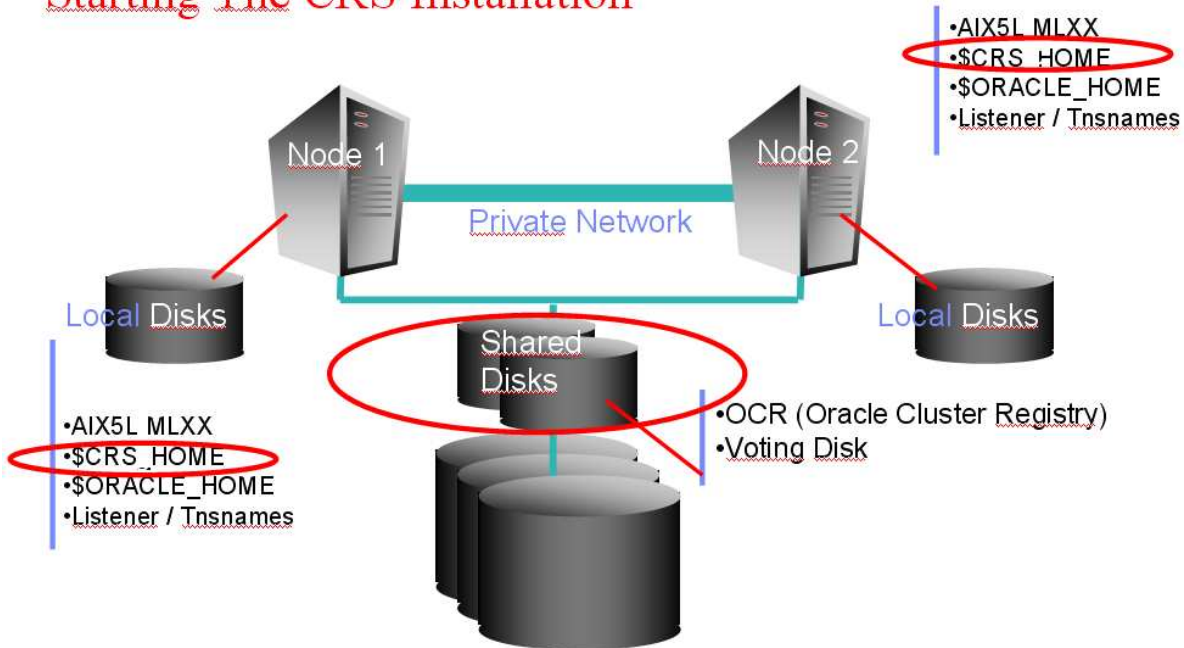 Starting The CRS Installation
•AIX5L MLXX
•$CRS_HOME
•$ORACLE_HOME
•Listener / Tnsnames
Node 1
Node 2
Private Network
Local Disks
Local Disks
Shared
Disks
•OCR (Oracle Cluster Registry)
•Voting Disk
•AIX5L MLXX
•$CRS_HOME
•$ORACLE_HOME
•Listener / Tnsnames